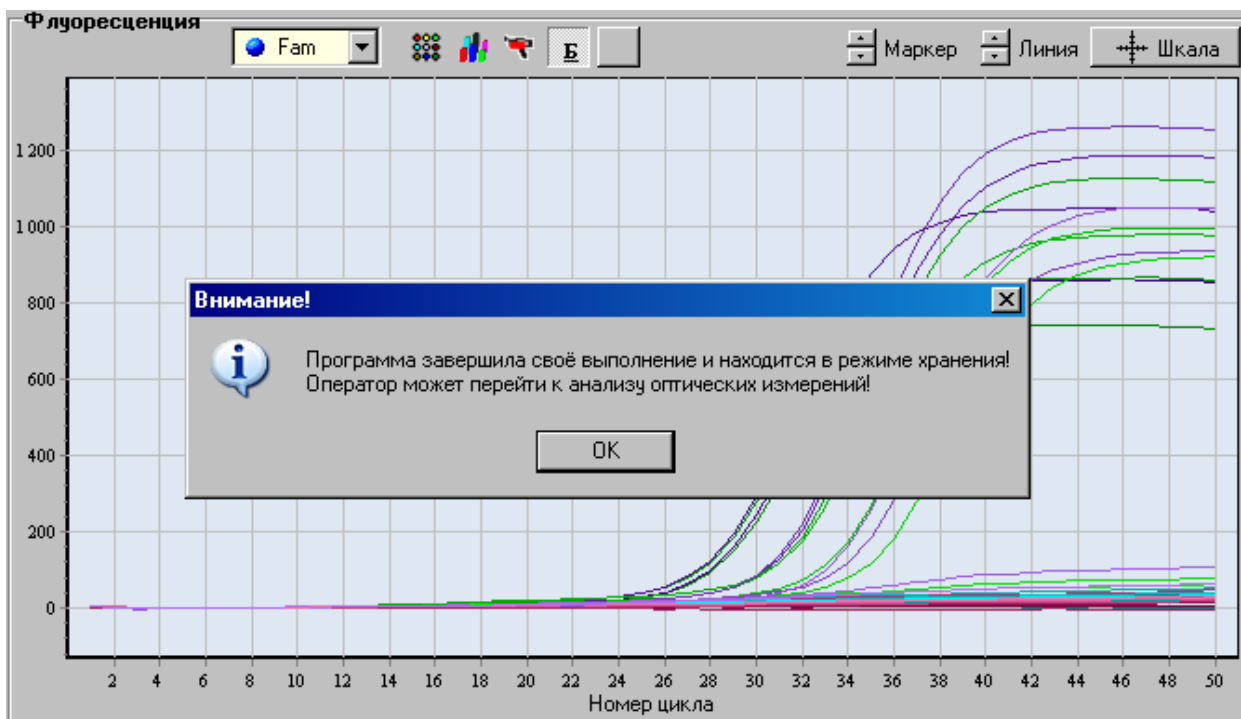 Флуоресценция
Fam
Б
Маркер
Линия
Шкала
1 200
1 000
800
600
400
200
0
Внимание!
Программа завершила своё выполнение и находится в режиме хранения!
Оператор может перейти к анализу оптических измерений!
OK
2 4 6 8 10 12 14 16 18 20 22 24 26 28 30 32 34 36 38 40 42 44 46 48 50
Номер цикла